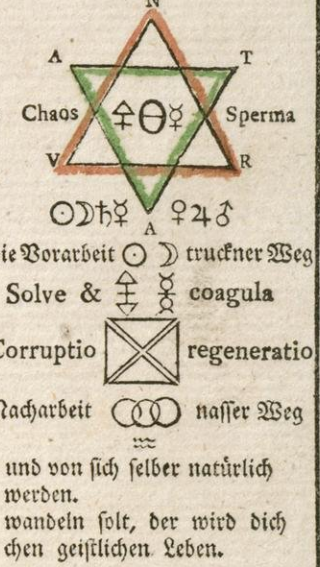 N
A T
Chaos 🜍 🜔 ☿ Sperma
V R
☉☽♄☿ ♀♃♂
A
ie Vorarbeit ☉ ☽ truckner Weg
Solve & coagula
Corruptio regeneratio
Nacharbeit nasser Weg
♒
und von sich selber natürlich
werden.
wandeln solt, der wird dich
chen geistlichen Leben.